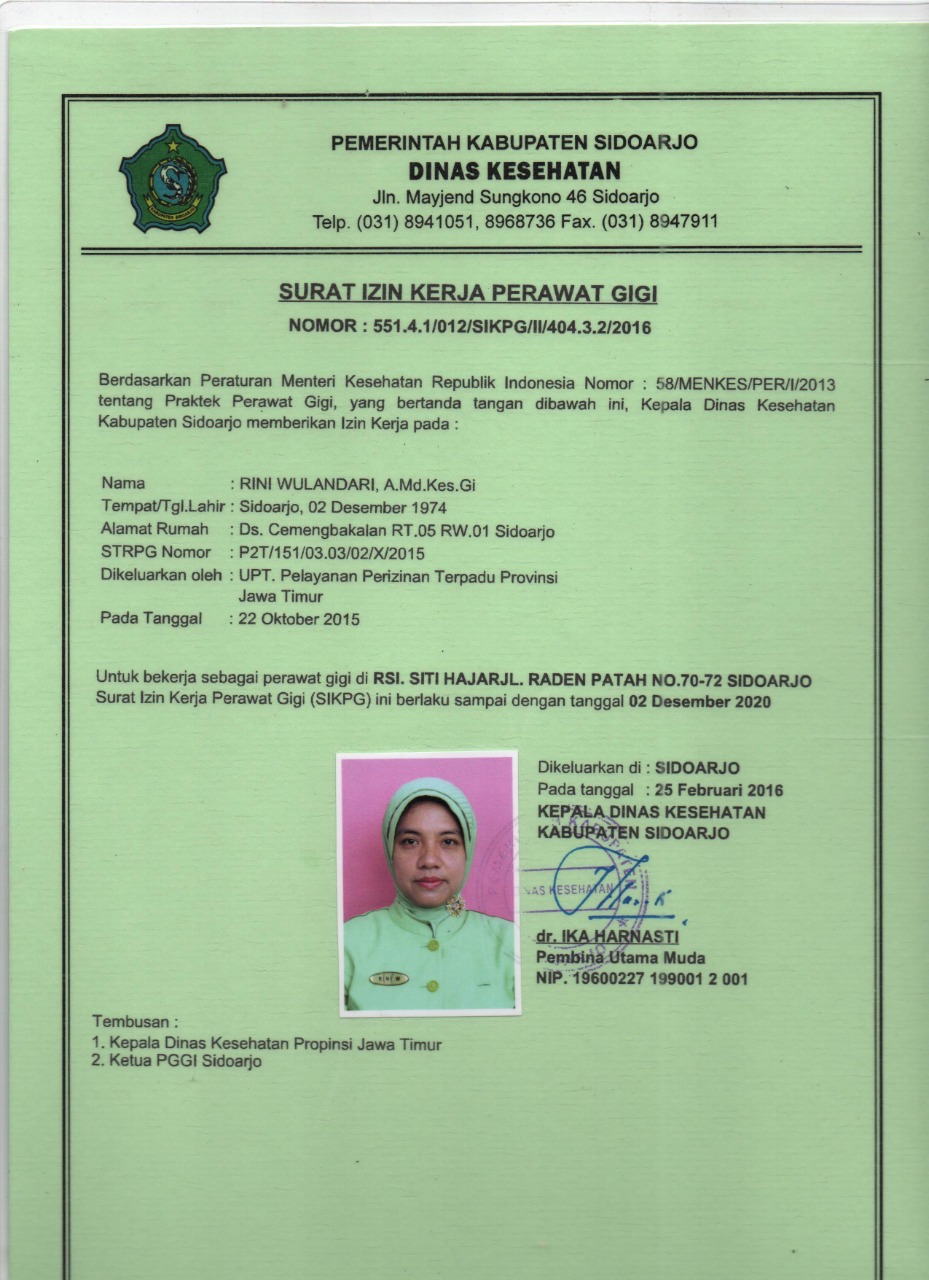 PEMERINTAH KABUPATEN SIDOARJO
DINAS KESEHATAN
Jln. Mayjend Sungkono 46 Sidoarjo
Telp. (031) 8941051, 8968736 Fax. (031) 8947911
SURAT IZIN KERJA PERAWAT GIGI
NOMOR : 551.4.1/012/SIKPG/II/404.3.2/2016
Berdasarkan Peraturan Menteri Kesehatan Republik Indonesia Nomor : 58/MENKES/PER/I/2013
tentang Praktek Perawat Gigi, yang bertanda tangan dibawah ini, Kepala Dinas Kesehatan
Kabupaten Sidoarjo memberikan Izin Kerja pada :
Nama : RINI WULANDARI, A.Md.Kes.Gi
Tempat/Tgl.Lahir : Sidoarjo, 02 Desember 1974
Alamat Rumah : Ds. Cemengbakalan RT.05 RW.01 Sidoarjo
STRPG Nomor : P2T/151/03.03/02/X/2015
Dikeluarkan oleh : UPT. Pelayanan Perizinan Terpadu Provinsi
Jawa Timur
Pada Tanggal : 22 Oktober 2015
Untuk bekerja sebagai perawat gigi di RSI. SITI HAJARJL. RADEN PATAH NO.70-72 SIDOARJO
Surat Izin Kerja Perawat Gigi (SIKPG) ini berlaku sampai dengan tanggal 02 Desember 2020
Dikeluarkan di : SIDOARJO
Pada tanggal : 25 Februari 2016
KEPALA DINAS KESEHATAN
KABUPATEN SIDOARJO
KABUPATEN
NAS KESEHATAN
dr. IKA HARNASTI
Pembina Utama Muda
NIP. 19600227 199001 2 001
Tembusan :
1. Kepala Dinas Kesehatan Propinsi Jawa Timur
2. Ketua PGGI Sidoarjo